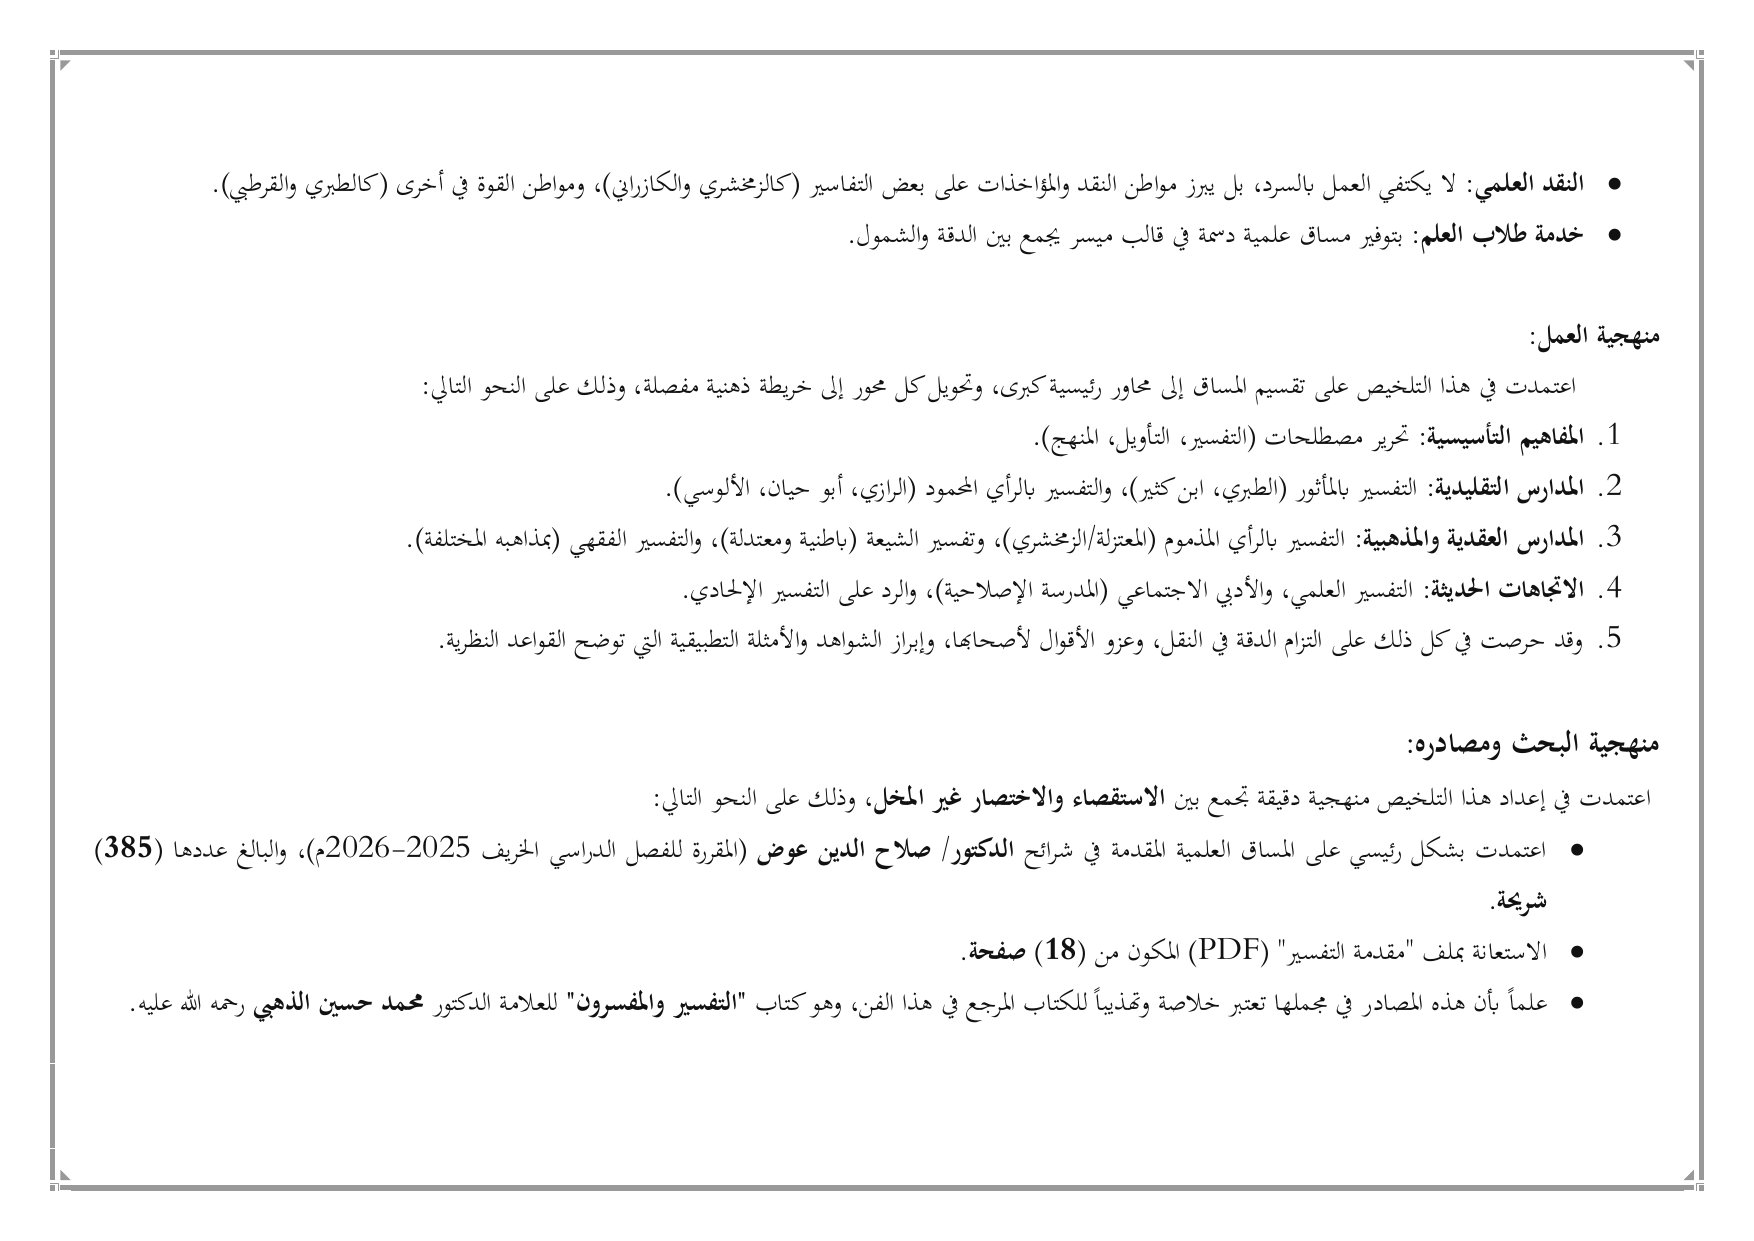 ● النقد العلمي: لا يكتفي العمل بالسرد، بل يبرز مواطن النقد والمؤاخذات على بعض التفاسير (كالزمخشري والكازراني)، ومواطن القوة في أخرى (كالطبري والقرطبي).
● خدمة طلاب العلم: بتوفير مساق علمية دسمة في قالب ميسر يجمع بين الدقة والشمول.
منهجية العمل:
اعتمدت في هذا التلخيص على تقسيم المساق إلى محاور رئيسية كبرى، وتحويل كل محور إلى خريطة ذهنية مفصلة، وذلك على النحو التالي:
1. المفاهيم التأسيسية: تحرير مصطلحات (التفسير، التأويل، المنهج).
2. المدارس التقليدية: التفسير بالمأثور (الطبري، ابن كثير)، والتفسير بالرأي المحمود (الرازي، أبو حيان، الألوسي).
3. المدارس العقدية والمذهبية: التفسير بالرأي المذموم (المعتزلة/الزمخشري)، وتفسير الشيعة (باطنية ومعتدلة)، والتفسير الفقهي (بمذاهبه المختلفة).
4. الاتجاهات الحديثة: التفسير العلمي، والأدبي الاجتماعي (المدرسة الإصلاحية)، والرد على التفسير الإلحادي.
5. وقد حرصت في كل ذلك على التزام الدقة في النقل، وعزو الأقوال لأصحابها، وإبراز الشواهد والأمثلة التطبيقية التي توضح القواعد النظرية.
منهجية البحث ومصادره:
اعتمدت في إعداد هذا التلخيص منهجية دقيقة تجمع بين الاستقصاء والاختصار غير المخل، وذلك على النحو التالي:
● اعتمدت بشكل رئيسي على المساق العلمية المقدمة في شرائح الدكتور/ صلاح الدين عوض (المقررة للفصل الدراسي الخريف 2025-2026م)، والبالغ عددها (385)
شريحة.
● الاستعانة بملف "مقدمة التفسير" (PDF) المكون من (18) صفحة.
● علماً بأن هذه المصادر في مجملها تعتبر خلاصة وتهذيباً للكتاب المرجع في هذا الفن، وهو كتاب "التفسير والمفسرون" للعلامة الدكتور محمد حسين الذهبي رحمه الله عليه.